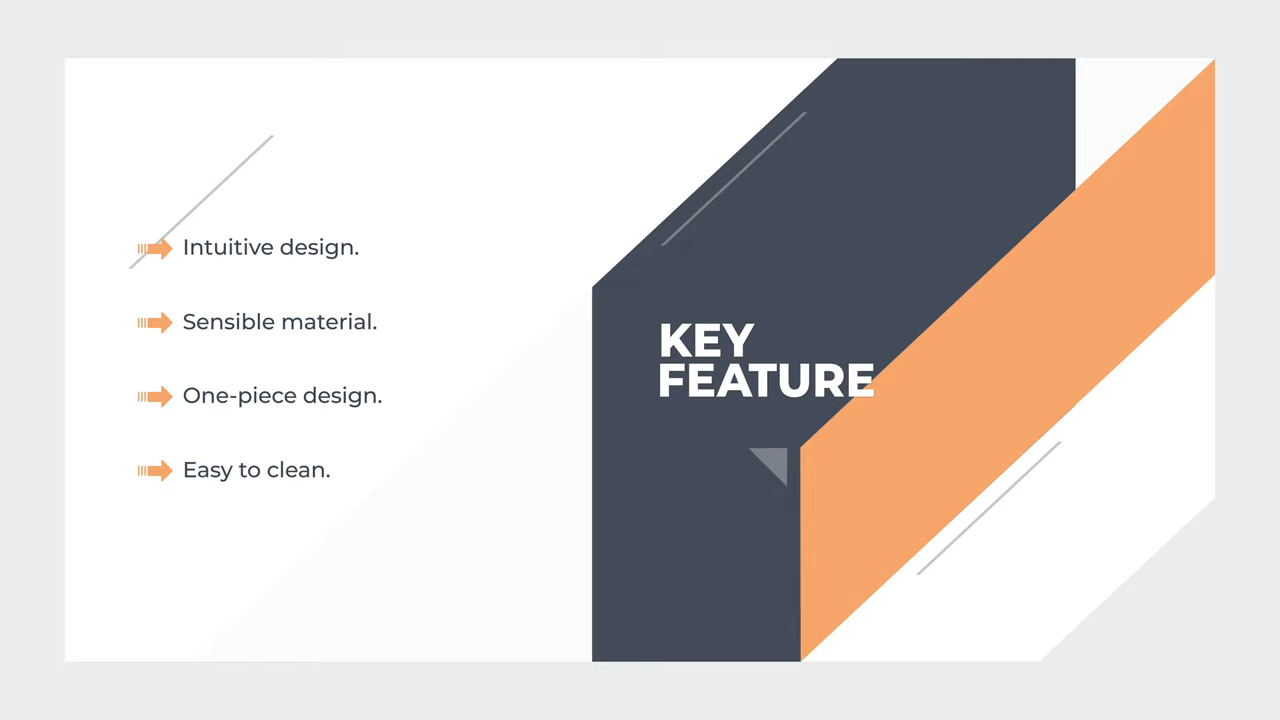 Intuitive design.
Sensible material.
One-piece design.
Easy to clean.
KEY
FEATURE